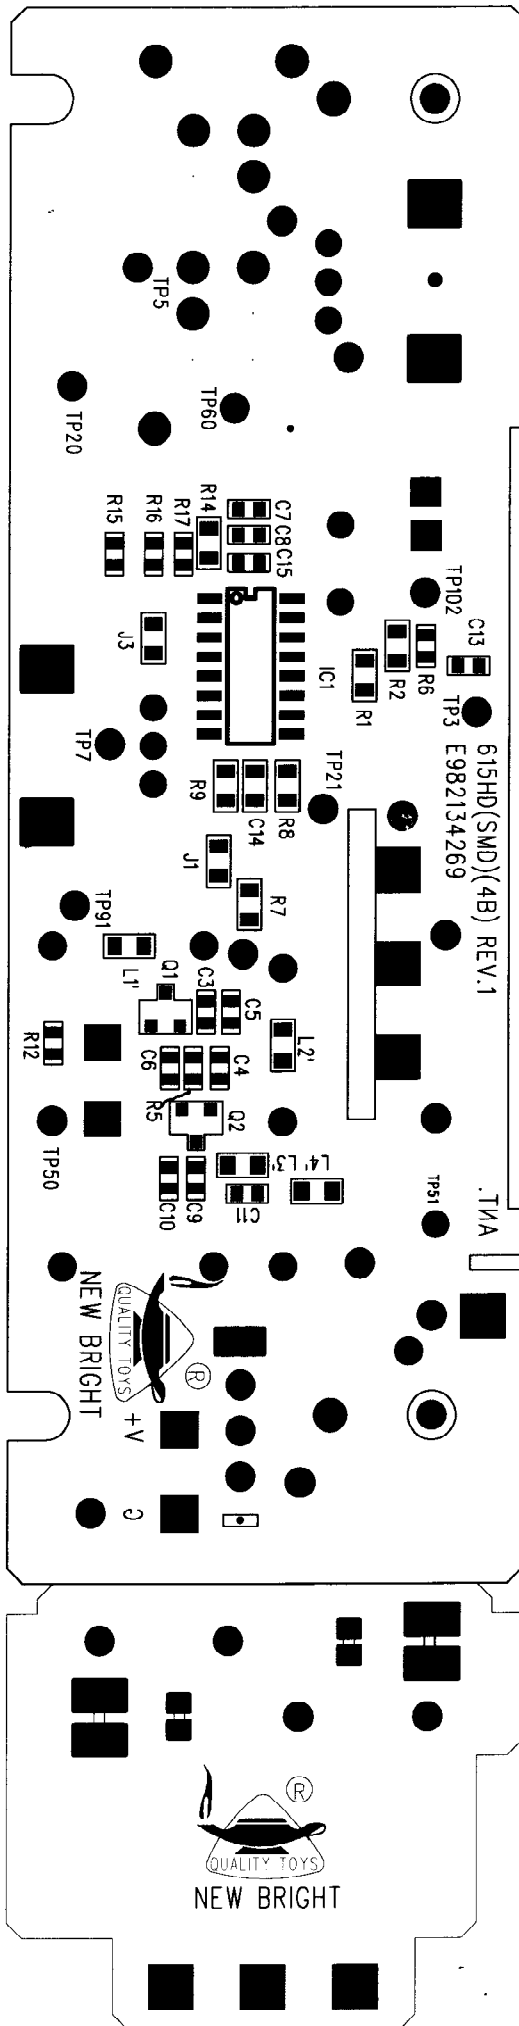 TP5
TP20
TP60
R15
R16
R17
R14
C7
C8
C15
TP102
C13
J3
IC1
R1
R2
R6
TP3
TP7
R9
C14
R8
TP21
615HD(SMD)(4B) REV.1
E982134269
J1
R7
TP91
L1'
Q1
C3
C5
R12
C6
R5
C4
L2'
Q2
TP50
C10
C9
C11
L3'
L4'
TP51
ANT.
QUALITY TOYS
NEW BRIGHT
®
V+
G
®
QUALITY TOYS
NEW BRIGHT